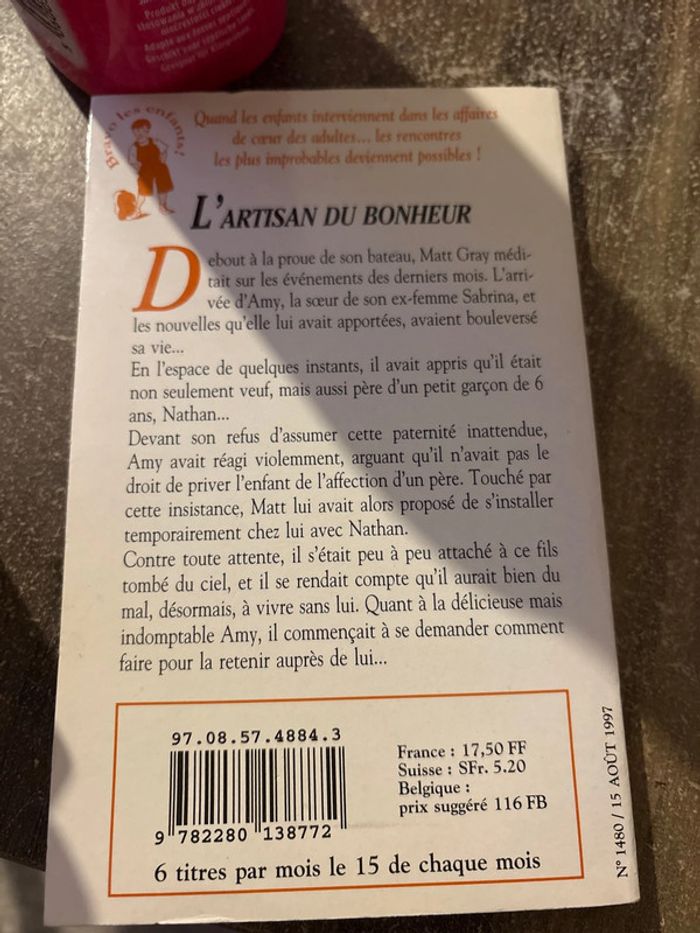 Produkt
Geeignet für Klärgruben
Bravo les enfants!
Quand les enfants interviennent dans les affaires
de cœur des adultes... les rencontres
les plus improbables deviennent possibles !
L'ARTISAN DU BONHEUR
Debout à la proue de son bateau, Matt Gray médi-
tait sur les événements des derniers mois. L'arri-
vée d'Amy, la sœur de son ex-femme Sabrina, et
les nouvelles qu'elle lui avait apportées, avaient bouleversé
sa vie...
En l'espace de quelques instants, il avait appris qu'il était
non seulement veuf, mais aussi père d'un petit garçon de 6
ans, Nathan...
Devant son refus d'assumer cette paternité inattendue,
Amy avait réagi violemment, arguant qu'il n'avait pas le
droit de priver l'enfant de l'affection d'un père. Touché par
cette insistance, Matt lui avait alors proposé de s'installer
temporairement chez lui avec Nathan.
Contre toute attente, il s'était peu à peu attaché à ce fils
tombé du ciel, et il se rendait compte qu'il aurait bien du
mal, désormais, à vivre sans lui. Quant à la délicieuse mais
indomptable Amy, il commençait à se demander comment
faire pour la retenir auprès de lui...
97.08.57.4884.3
9 782280 138772
France : 17,50 FF
Suisse : SFr. 5.20
Belgique :
prix suggéré 116 FB
6 titres par mois le 15 de chaque mois
N° 1480 / 15 AOÛT 1997